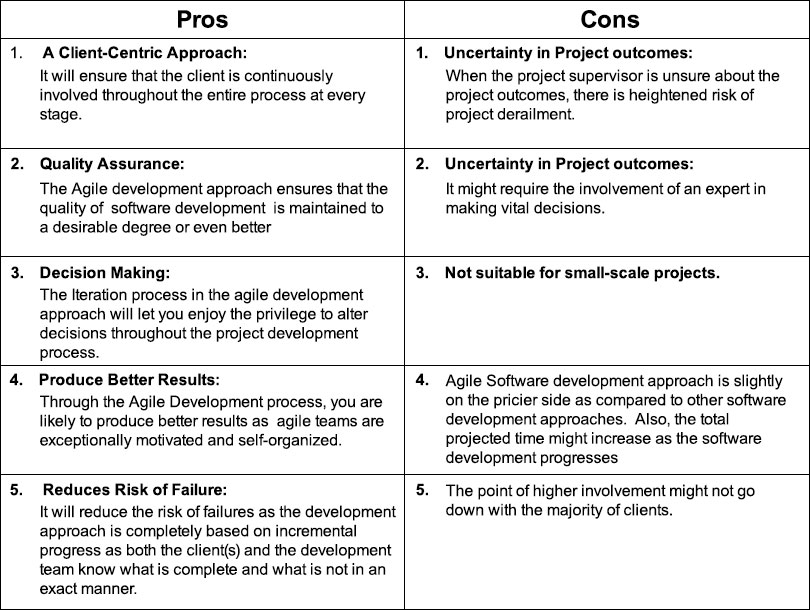 Pros
Cons
1. A Client-Centric Approach:
It will ensure that the client is continuously
involved throughout the entire process at every
stage.
1. Uncertainty in Project outcomes:
When the project supervisor is unsure about the
project outcomes, there is heightened risk of
project derailment.
2. Quality Assurance:
The Agile development approach ensures that the
quality of software development is maintained to
a desirable degree or even better
2. Uncertainty in Project outcomes:
It might require the involvement of an expert in
making vital decisions.
3. Decision Making:
The Iteration process in the agile development
approach will let you enjoy the privilege to alter
decisions throughout the project development
process.
3. Not suitable for small-scale projects.
4. Produce Better Results:
Through the Agile Development process, you are
likely to produce better results as agile teams are
exceptionally motivated and self-organized.
4. Agile Software development approach is slightly
on the pricier side as compared to other software
development approaches. Also, the total
projected time might increase as the software
development progresses
5. Reduces Risk of Failure:
It will reduce the risk of failures as the development
approach is completely based on incremental
progress as both the client(s) and the development
team know what is complete and what is not in an
exact manner.
5. The point of higher involvement might not go
down with the majority of clients.